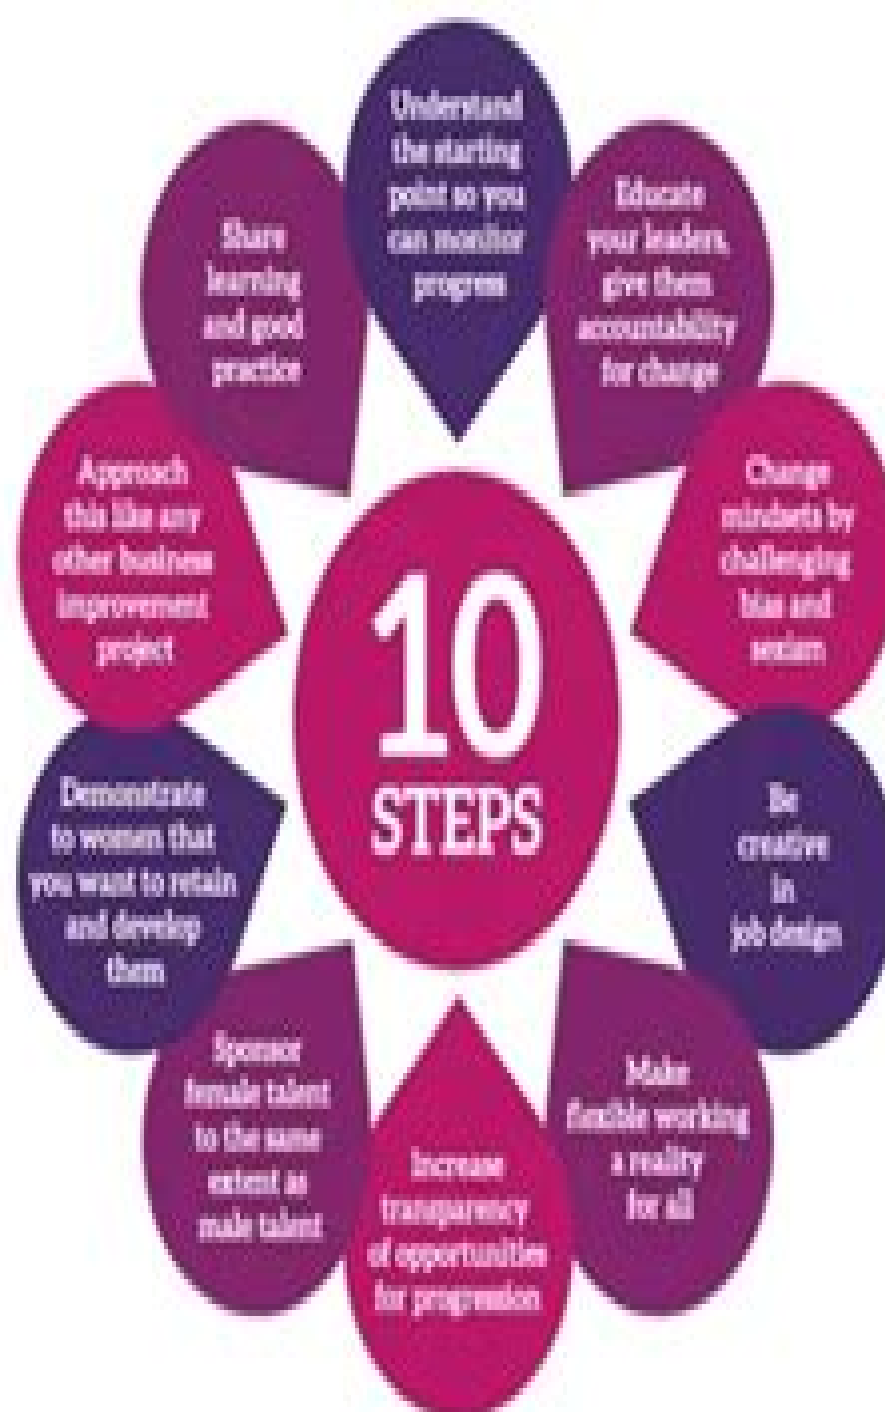 Understand
the starting
point so you
can monitor
progress
Educate
your leaders,
give them
accountability
for change
Change
mindsets by
challenging
bias and
sexism
Be
creative
in
job design
Make
flexible working
a reality
for all
Increase
transparency
of opportunities
for progression
Sponsor
female talent
to the same
extent as
male talent
Demonstrate
to women that
you want to retain
and develop
them
Approach
this like any
other business
improvement
project
Share
learning
and good
practice
10
STEPS